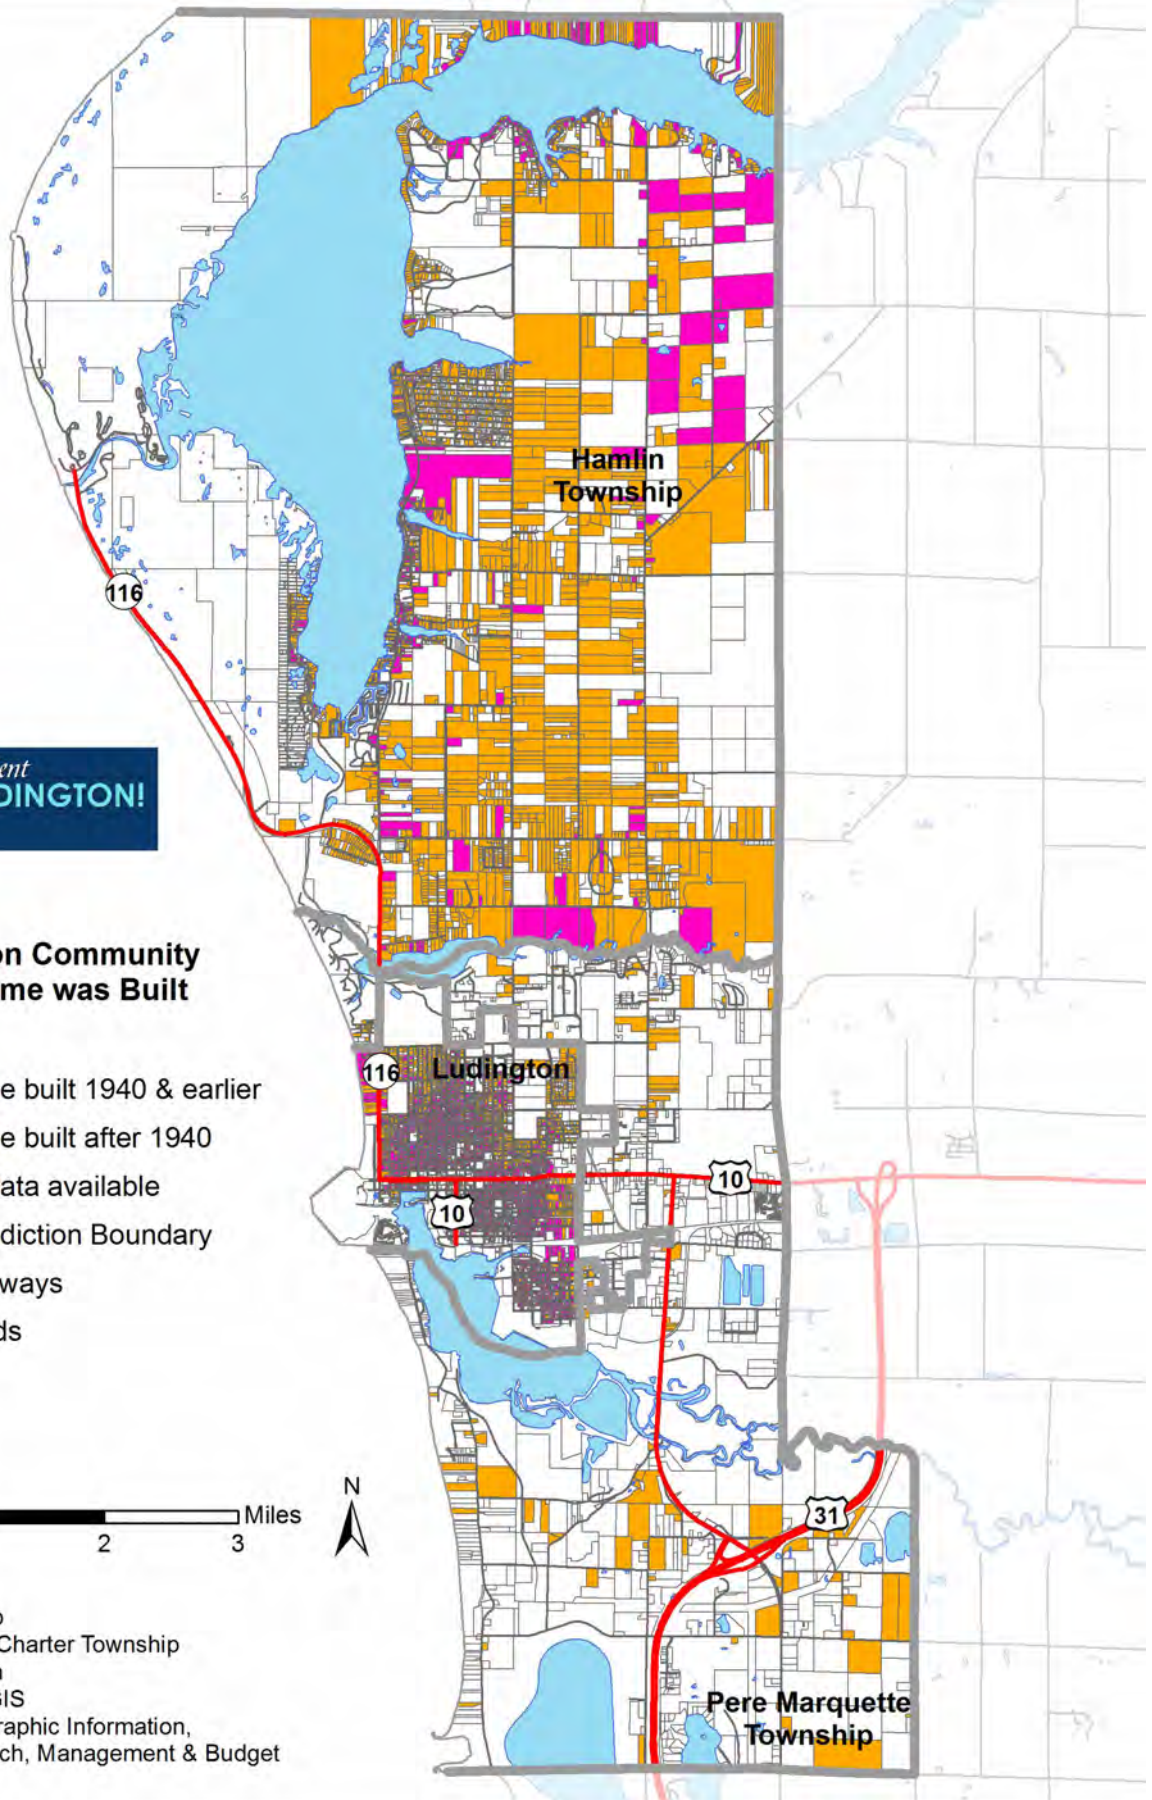 Hamlin
Township
116
ent
DINGTON!
on Community
me was Built
116
Ludington
e built 1940 & earlier
e built after 1940
ata available
10
10
diction Boundary
ways
ds
N
Miles
2
3
31
Charter Township
GIS
raphic Information,
ch, Management & Budget
Pere Marquette
Township